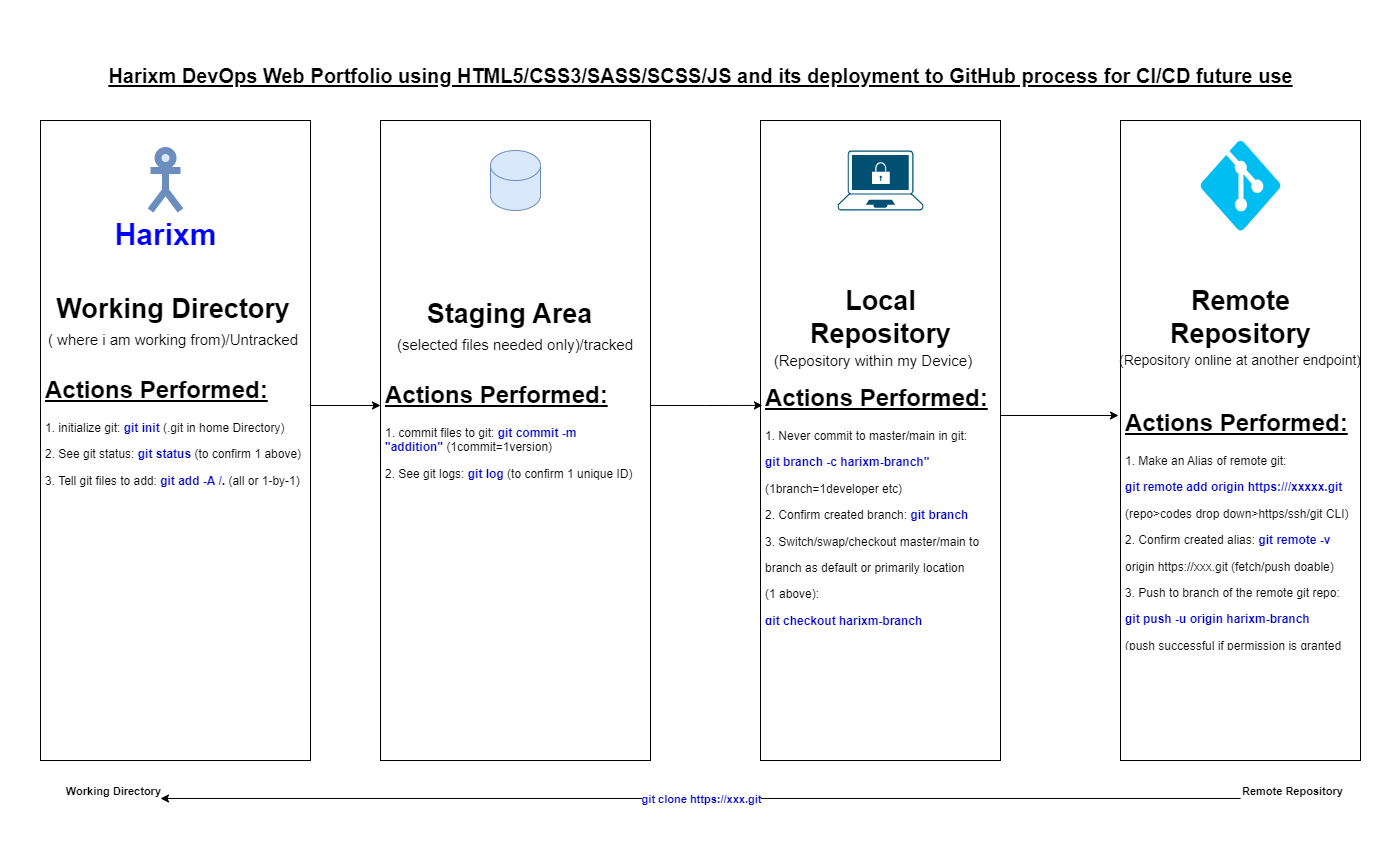 Harixm DevOps Web Portfolio using HTML5/CSS3/SASS/SCSS/JS and its deployment to GitHub process for CI/CD future use
Harixm
Working Directory
( where i am working from)/Untracked
Actions Performed:
1. initialize git: git init (.git in home Directory)
2. See git status: git status (to confirm 1 above)
3. Tell git files to add: git add -A /. (all or 1-by-1)
Staging Area
(selected files needed only)/tracked
Actions Performed:
1. commit files to git: git commit -m
"addition" (1commit=1version)
2. See git logs: git log (to confirm 1 unique ID)
Local
Repository
(Repository within my Device)
Actions Performed:
1. Never commit to master/main in git:
git branch -c harixm-branch"
(1branch=1developer etc)
2. Confirm created branch: git branch
3. Switch/swap/checkout master/main to
branch as default or primarily location
(1 above):
git checkout harixm-branch
Remote
Repository
(Repository online at another endpoint)
Actions Performed:
1. Make an Alias of remote git:
git remote add origin https:///xxxxx.git
(repo>codes drop down>https/ssh/git CLI)
2. Confirm created alias: git remote -v
origin https://xxx.git (fetch/push doable)
3. Push to branch of the remote git repo:
git push -u origin harixm-branch
(push successful if permission is granted
Working Directory
git clone https://xxx.git
Remote Repository